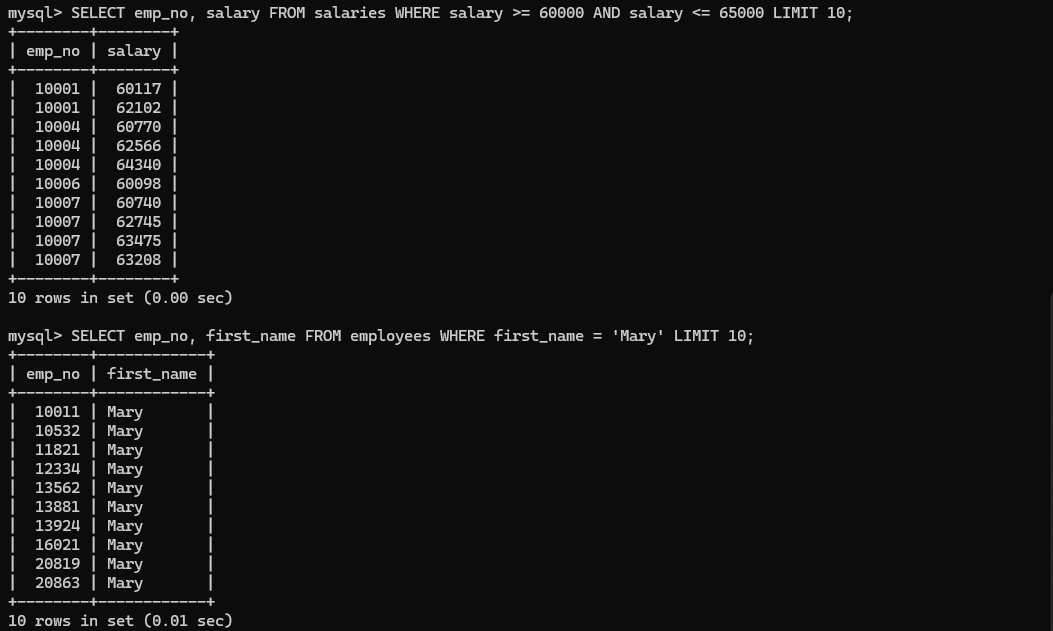 mysql> SELECT emp_no, salary FROM salaries WHERE salary >= 60000 AND salary <= 65000 LIMIT 10;
+--------+--------+
| emp_no | salary |
+--------+--------+
|  10001 |  60117 |
|  10001 |  62102 |
|  10004 |  60770 |
|  10004 |  62566 |
|  10004 |  64340 |
|  10006 |  60098 |
|  10007 |  60740 |
|  10007 |  62745 |
|  10007 |  63475 |
|  10007 |  63208 |
+--------+--------+
10 rows in set (0.00 sec)

mysql> SELECT emp_no, first_name FROM employees WHERE first_name = 'Mary' LIMIT 10;
+--------+------------+
| emp_no | first_name |
+--------+------------+
|  10011 | Mary       |
|  10532 | Mary       |
|  11821 | Mary       |
|  12334 | Mary       |
|  13562 | Mary       |
|  13881 | Mary       |
|  13924 | Mary       |
|  16021 | Mary       |
|  20819 | Mary       |
|  20863 | Mary       |
+--------+------------+
10 rows in set (0.01 sec)